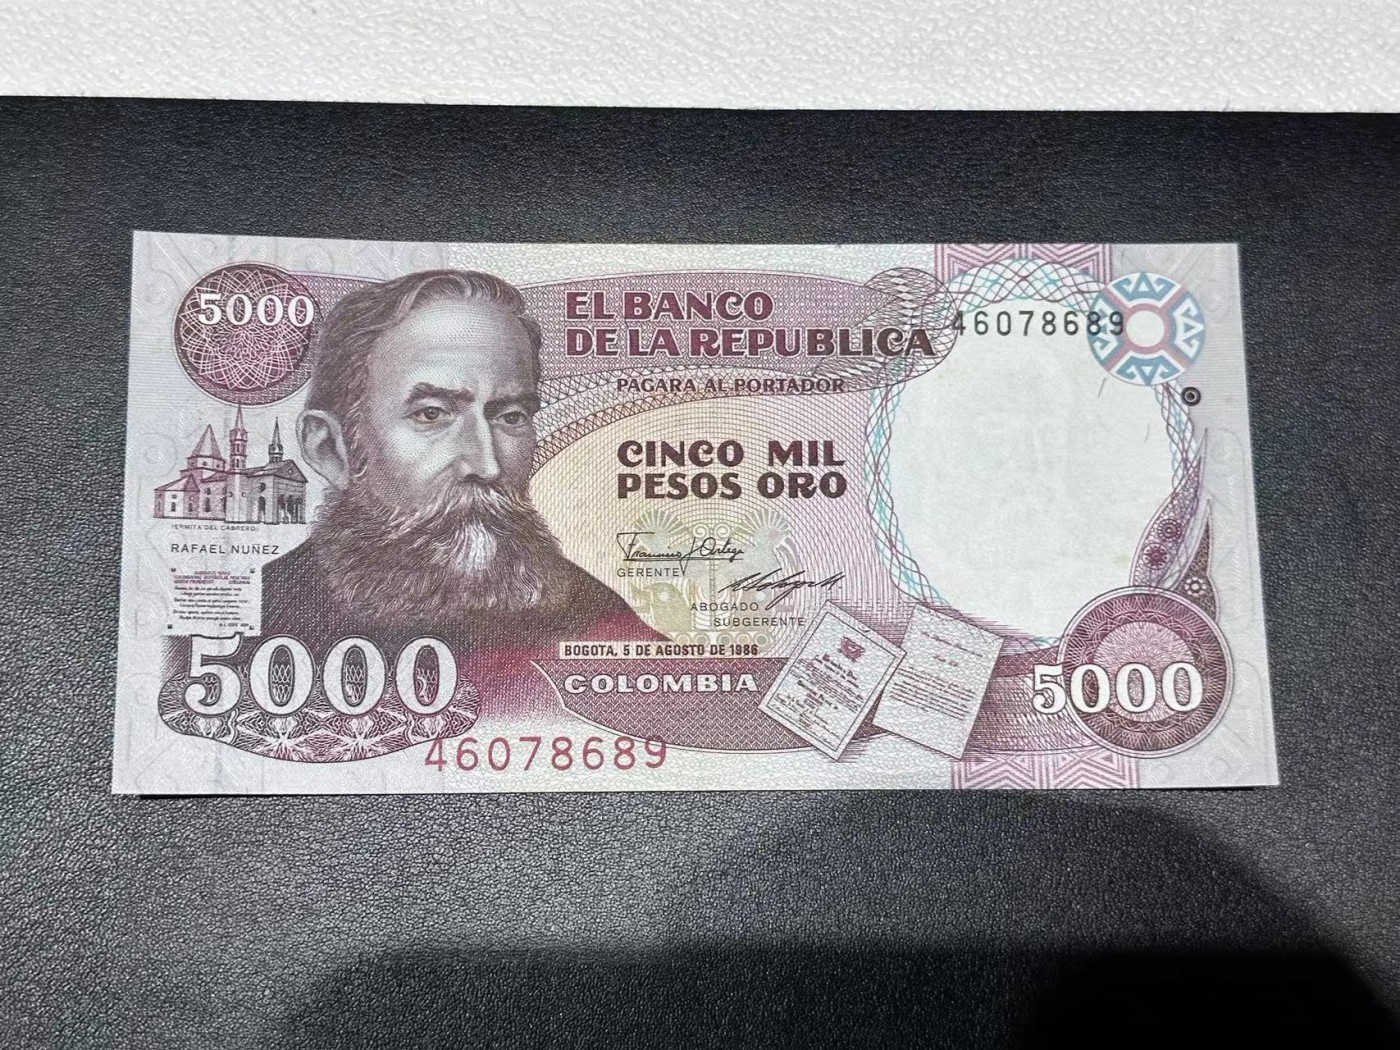 5000
EL BANCO
DE LA REPUBLICA
46078689
PAGARA AL PORTADOR
CINCO MIL
PESOS ORO
(ERMITA DEL CABRERO)
RAFAEL NUÑEZ
GERENTE
ABOGADO
SUBGERENTE
BOGOTA, 5 DE AGOSTO DE 1986
COLOMBIA
5000
5000
46078689